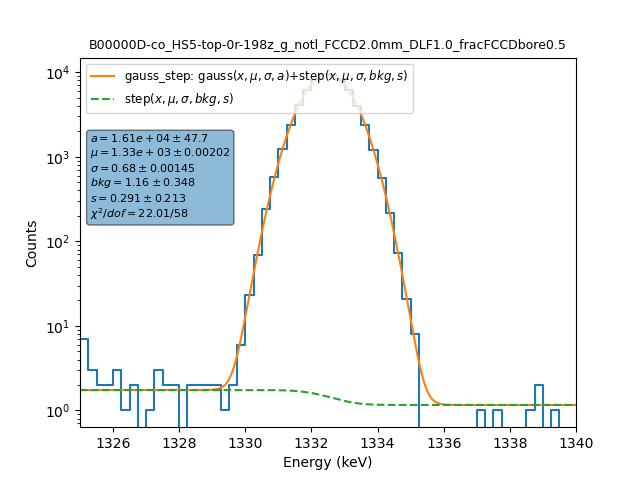 B00000D-co_HS5-top-0r-198z_g_notl_FCCD2.0mm_DLF1.0_fracFCCDbore0.5
gauss_step: gauss(x, μ, σ, a)+step(x, μ, σ, bkg, s)
step(x, μ, σ, bkg, s)
a = 1.61e + 04 ± 47.7
μ = 1.33e + 03 ± 0.00202
σ = 0.68 ± 0.00145
bkg = 1.16 ± 0.348
s = 0.291 ± 0.213
χ²/dof = 22.01/58
Counts
10⁴
10³
10²
10¹
10⁰
1326 1328 1330 1332 1334 1336 1338 1340
Energy (keV)